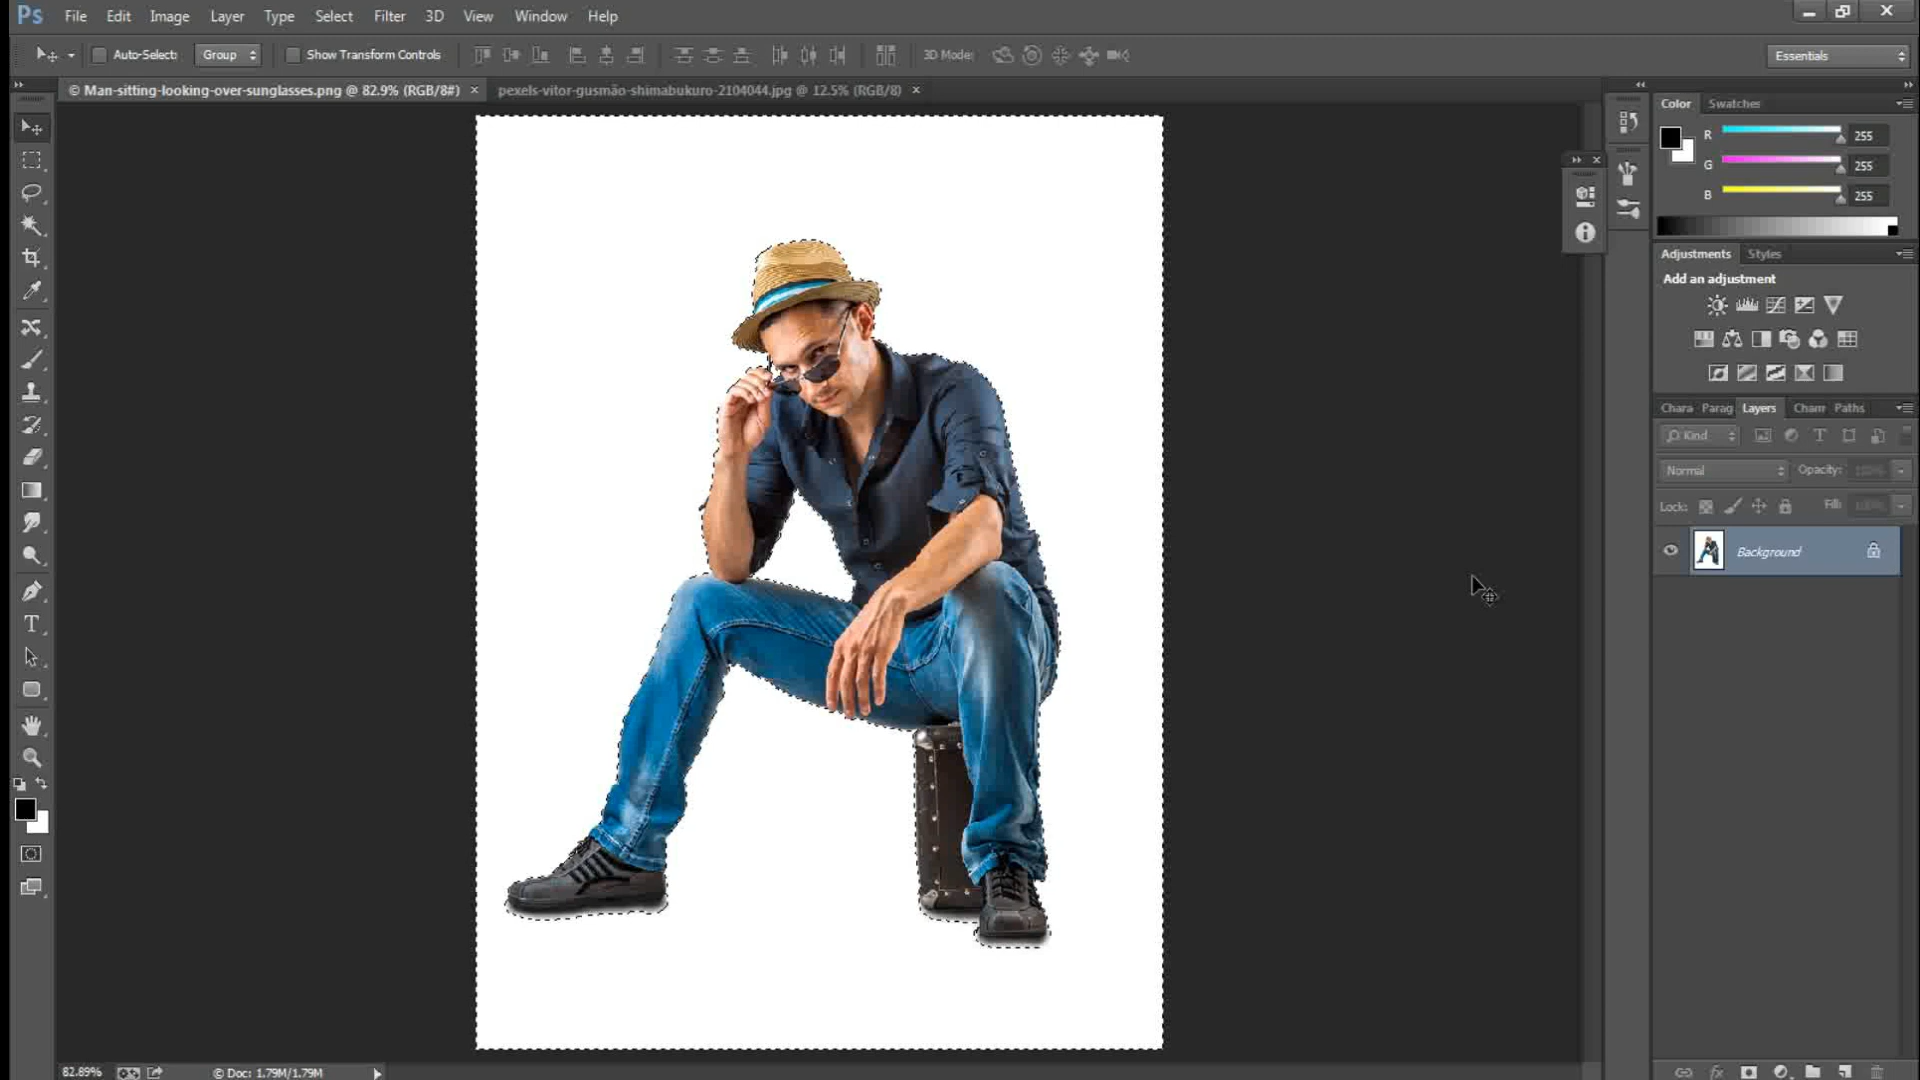 Ps File Edit Image Layer Type Select Filter 3D View Window Help
Auto-Select: Group Show Transform Controls 3D Mode: Essentials
© Man-sitting-looking-over-sunglasses.png @ 82.9% (RGB/8#) × pexels-vitor-gusmão-shimabukuro-2104044.jpg @ 12.5% (RGB/8) ×
Color Swatches
R 255
G 255
B 255
Adjustments Styles
Add an adjustment
Chara Parag Layers Chann Paths
Kind
Normal Opacity: 100%
Lock: Fill: 100%
Background
82.89% © Doc: 1.79M/1.79M